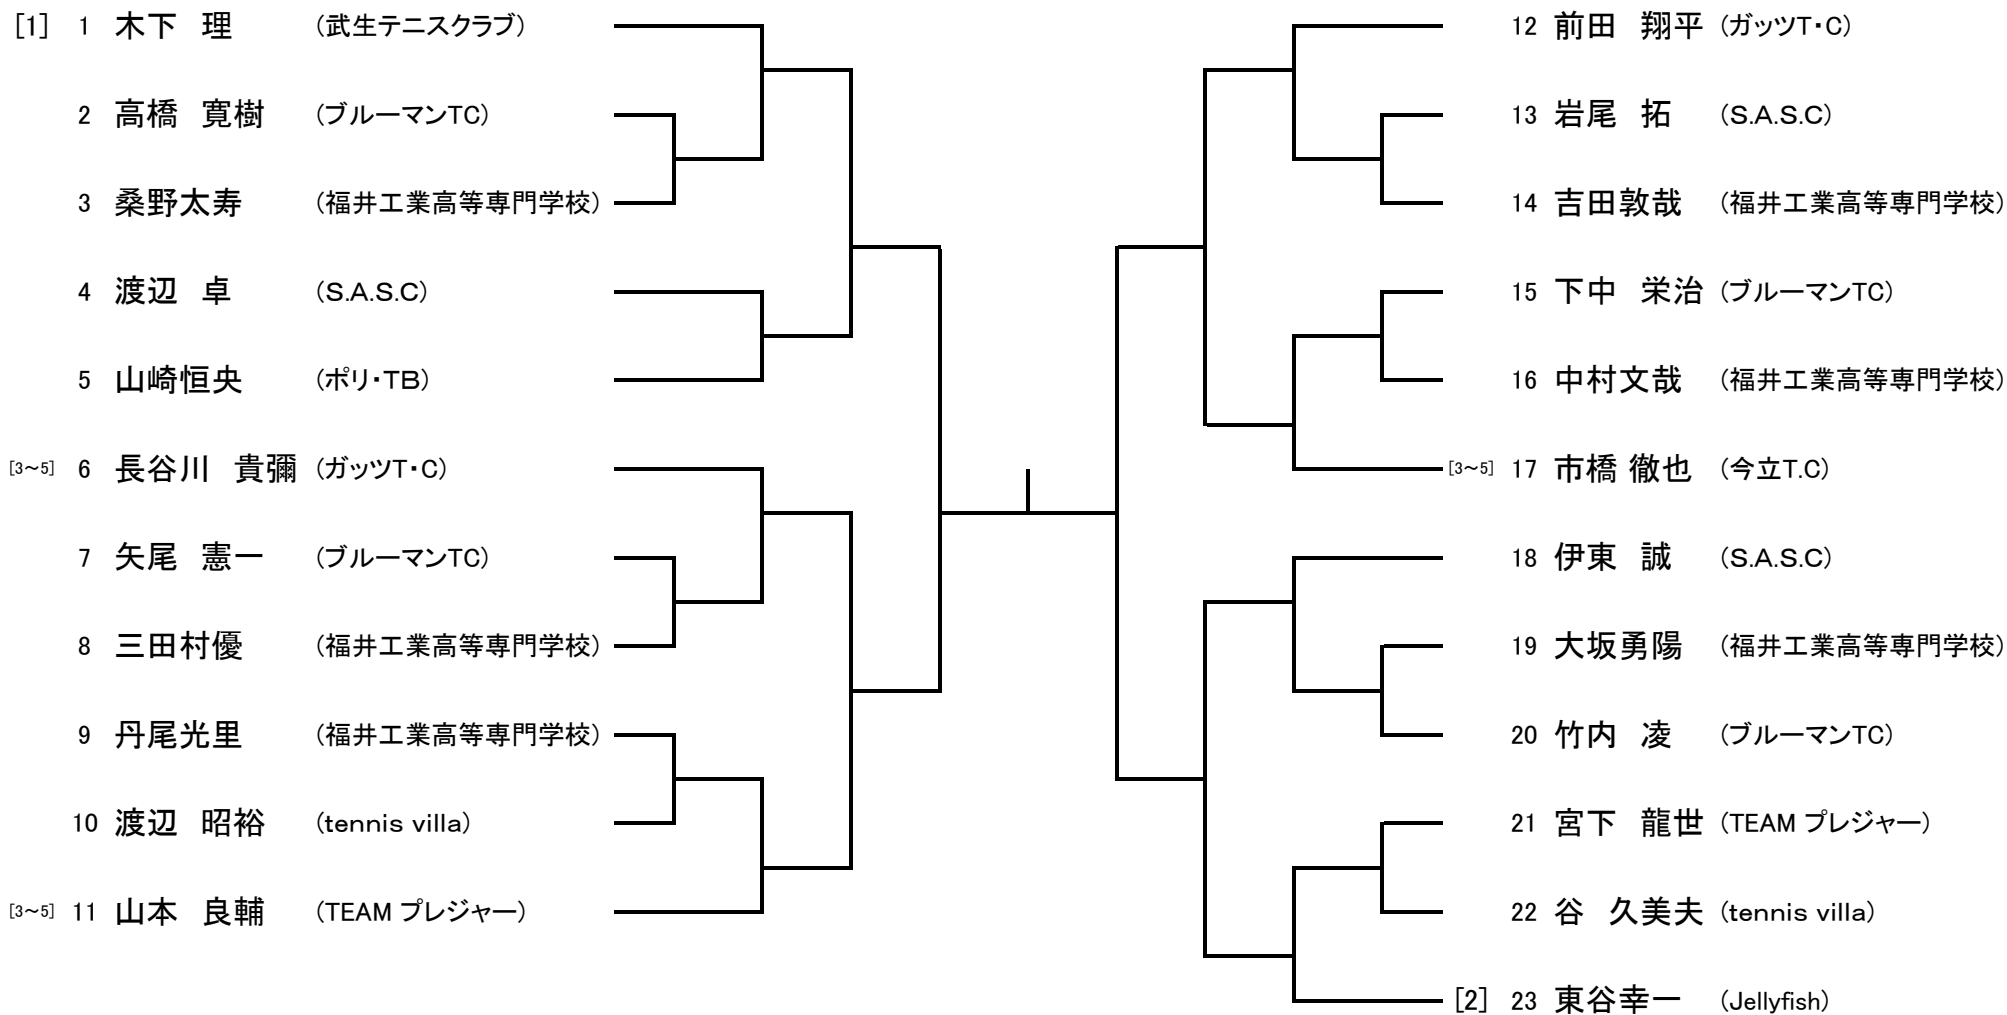 [1] 1 木下 理 (武生テニスクラブ)
2 高橋 寛樹 (ブルーマンTC)
3 桑野太寿 (福井工業高等専門学校)
4 渡辺 卓 (S.A.S.C)
5 山崎恒央 (ポリ・TB)
[3~5] 6 長谷川 貴彌 (ガッツT・C)
7 矢尾 憲一 (ブルーマンTC)
8 三田村優 (福井工業高等専門学校)
9 丹尾光里 (福井工業高等専門学校)
10 渡辺 昭裕 (tennis villa)
[3~5] 11 山本 良輔 (TEAM プレジャー)
12 前田 翔平 (ガッツT・C)
13 岩尾 拓 (S.A.S.C)
14 吉田敦哉 (福井工業高等専門学校)
15 下中 栄治 (ブルーマンTC)
16 中村文哉 (福井工業高等専門学校)
[3~5] 17 市橋 徹也 (今立T.C)
18 伊東 誠 (S.A.S.C)
19 大坂勇陽 (福井工業高等専門学校)
20 竹内 凌 (ブルーマンTC)
21 宮下 龍世 (TEAM プレジャー)
22 谷 久美夫 (tennis villa)
[2] 23 東谷幸一 (Jellyfish)